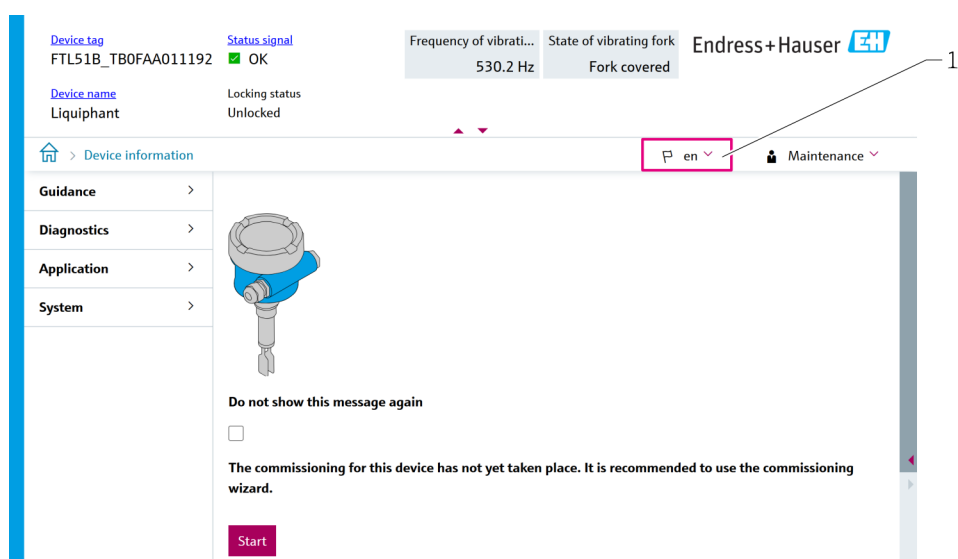 Device tag
FTL51B_TB0FAA011192
Status signal
OK
Frequency of vibrati...
530.2 Hz
State of vibrating fork
Fork covered
Endress+Hauser EH
Device name
Liquiphant
Locking status
Unlocked
1
> Device information
en
Maintenance
Guidance
Diagnostics
Application
System
Do not show this message again
The commissioning for this device has not yet taken place. It is recommended to use the commissioning
wizard.
Start